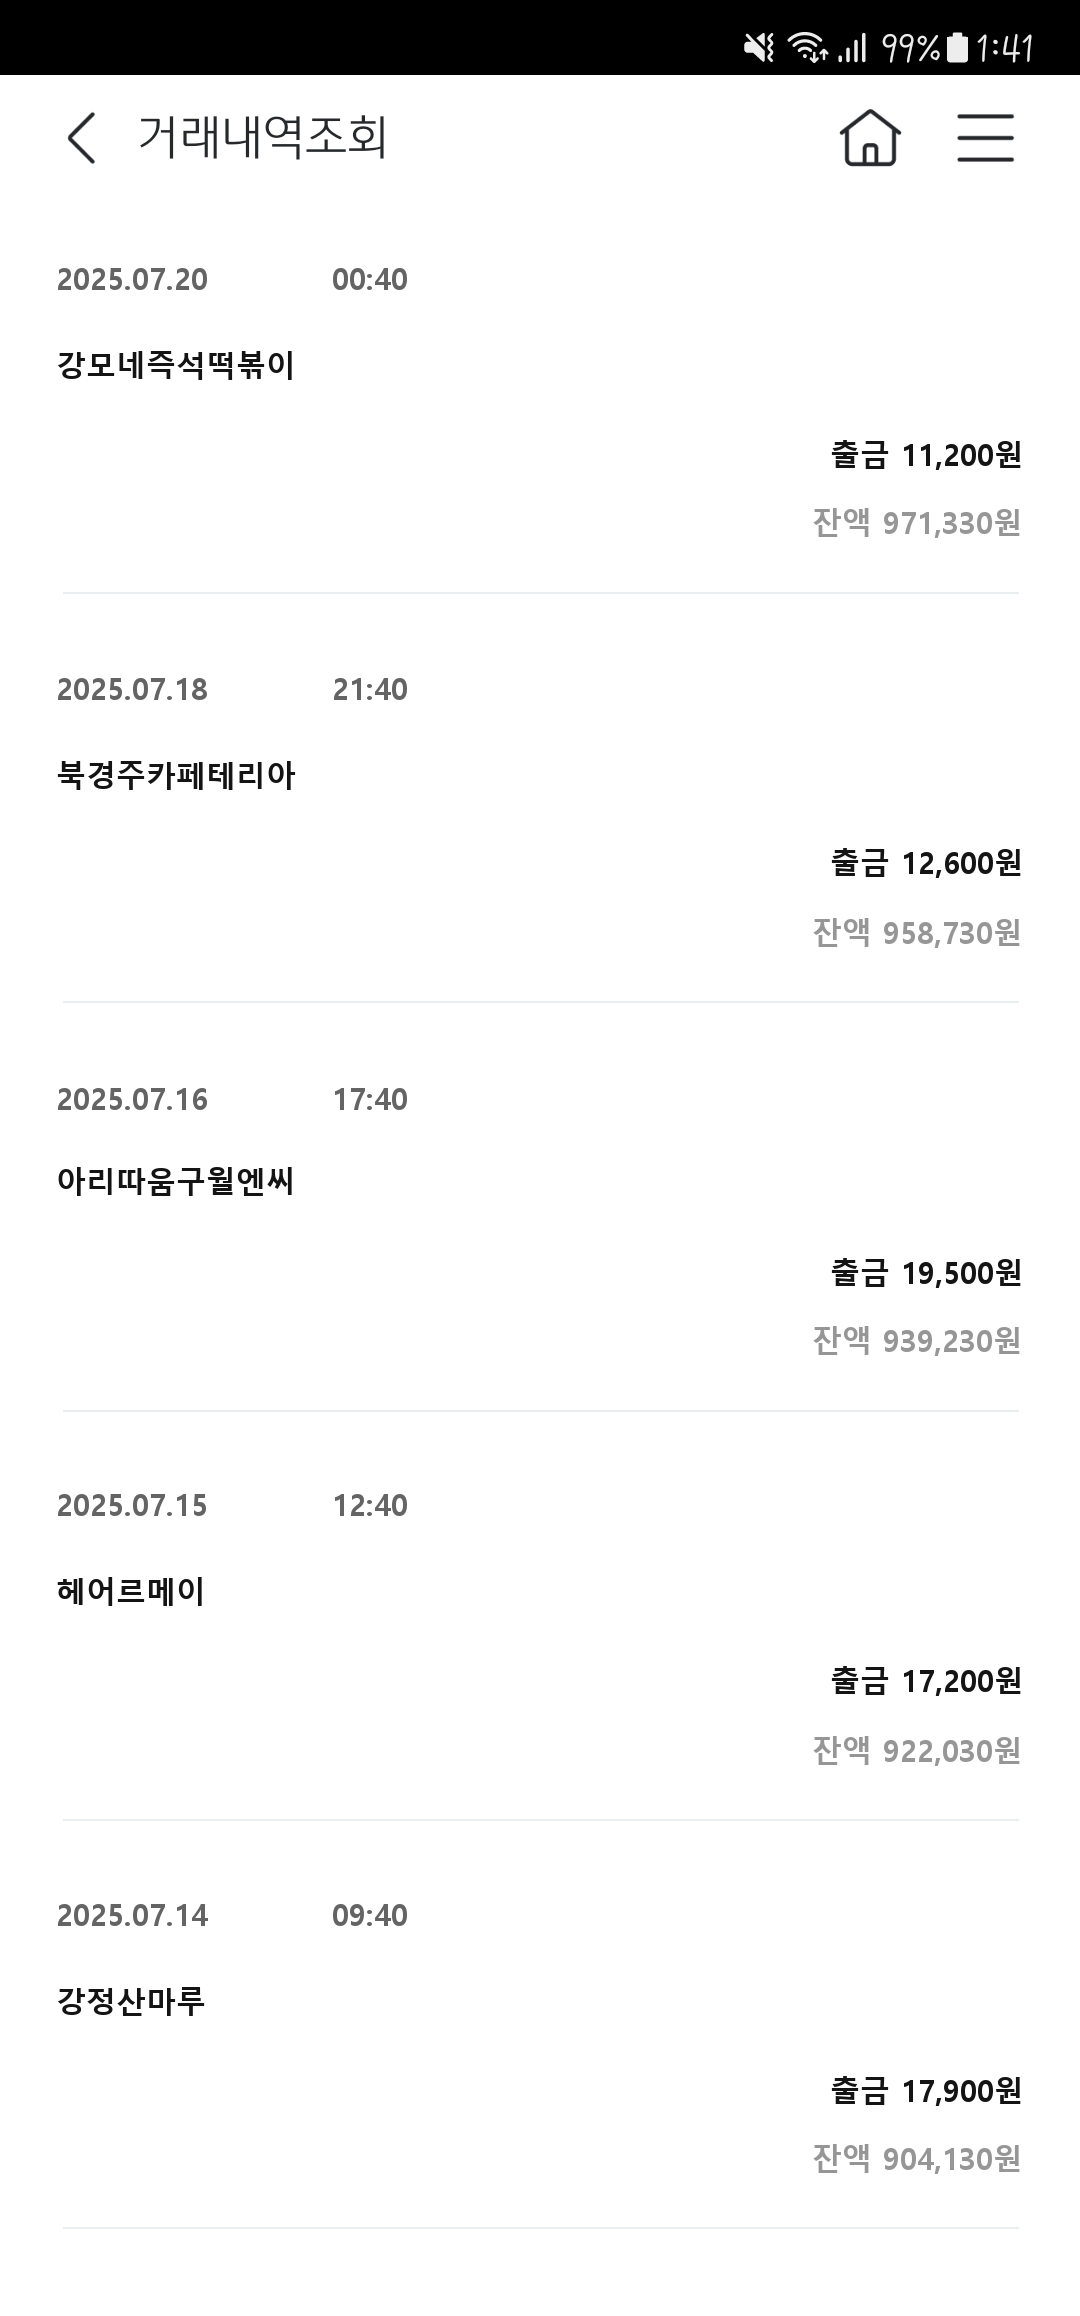 99% 1:41
거래내역조회
2025.07.20 00:40
강모네즉석떡볶이
출금 11,200원
잔액 971,330원
2025.07.18 21:40
북경주카페테리아
출금 12,600원
잔액 958,730원
2025.07.16 17:40
아리따움구월엔씨
출금 19,500원
잔액 939,230원
2025.07.15 12:40
헤어르메이
출금 17,200원
잔액 922,030원
2025.07.14 09:40
강정산마루
출금 17,900원
잔액 904,130원